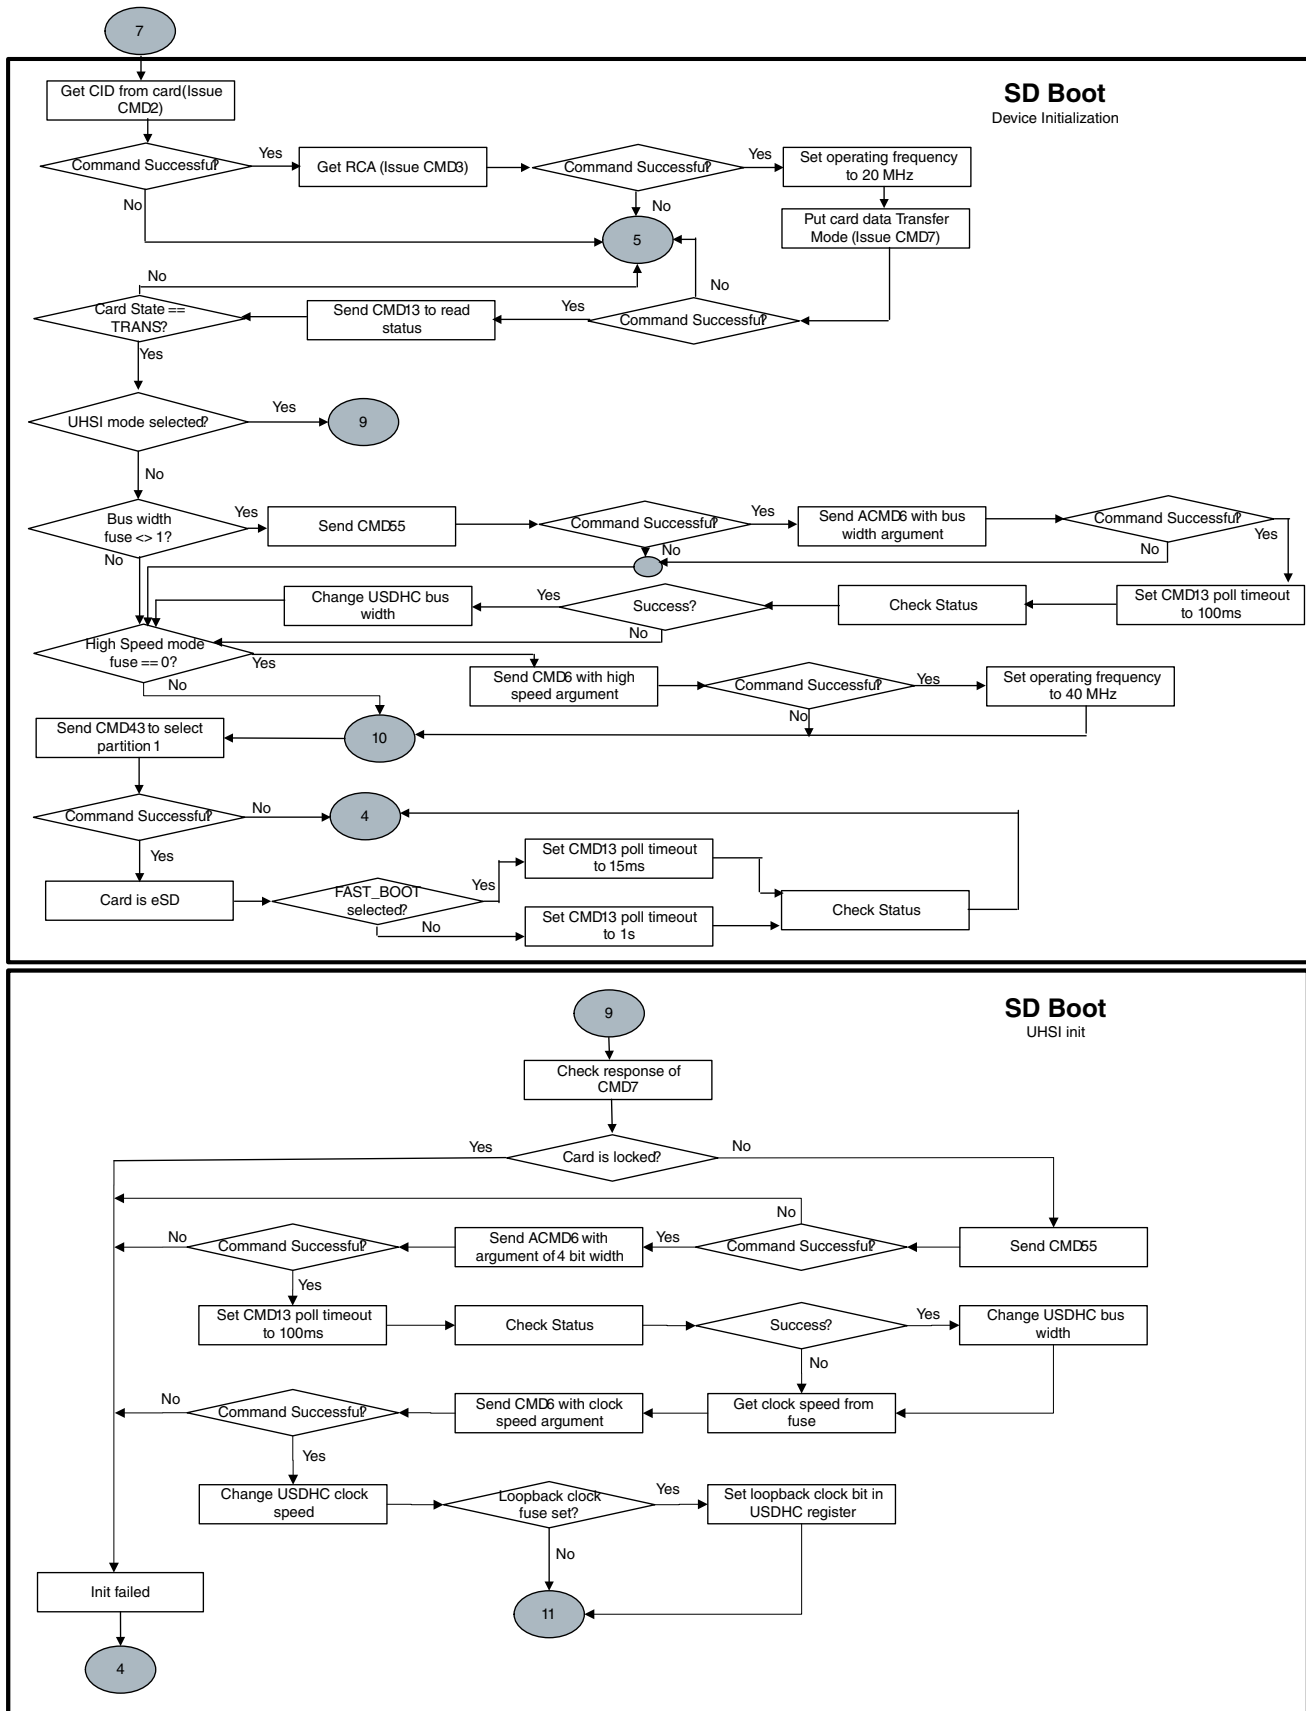 7
SD Boot
Device Initialization
Get CID from card(Issue
CMD2)
Command Successful?
Yes
Get RCA (Issue CMD3)
Command Successful?
Yes
Set operating frequency
to 20 MHz
No
No
5
Put card data Transfer
Mode (Issue CMD7)
No
No
Card State ==
TRANS?
Send CMD13 to read
status
Yes
Command Successful?
Yes
UHSI mode selected?
Yes
9
No
Bus width
fuse <> 1?
Yes
Send CMD55
Command Successful?
Yes
Send ACMD6 with bus
width argument
Command Successful?
Yes
No
No
No
Change USDHC bus
width
Yes
Success?
Check Status
Set CMD13 poll timeout
to 100ms
No
High Speed mode
fuse == 0?
Yes
Send CMD6 with high
speed argument
Command Successful?
Yes
Set operating frequency
to 40 MHz
No
No
Send CMD43 to select
partition 1
10
Command Successful?
No
4
Yes
Card is eSD
FAST_BOOT
selected?
Yes
Set CMD13 poll timeout
to 15ms
No
Set CMD13 poll timeout
to 1s
Check Status
9
SD Boot
UHSI init
Check response of
CMD7
Yes
Card is locked?
No
No
No
Command Successful?
Send ACMD6 with
argument of 4 bit width
Yes
Command Successful?
Send CMD55
Yes
Set CMD13 poll timeout
to 100ms
Check Status
Success?
Yes
Change USDHC bus
width
No
No
Command Successful?
Send CMD6 with clock
speed argument
Get clock speed from
fuse
Yes
Change USDHC clock
speed
Loopback clock
fuse set?
Yes
Set loopback clock bit in
USDHC register
No
Init failed
11
4